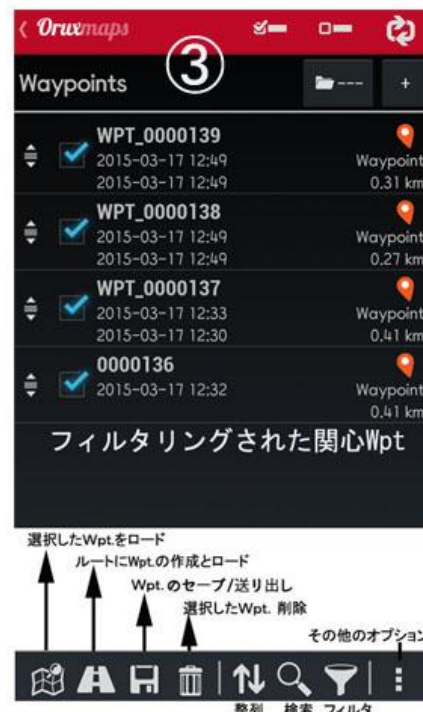 Oruxmaps
③
Waypoints
---
+
WPT_0000139
2015-03-17 12:49
Waypoint
2015-03-17 12:49
0.31 km
WPT_0000138
2015-03-17 12:49
Waypoint
2015-03-17 12:49
0.27 km
WPT_0000137
2015-03-17 12:33
Waypoint
2015-03-17 12:30
0.41 km
0000136
2015-03-17 12:32
Waypoint
0.41 km
フィルタリングされた関心Wpt
選択したWpt.をロード
ルートにWpt.の作成とロード
Wpt.のセーブ/送り出し
選択したWpt. 削除
その他のオプション
整列 検索 フィルタ